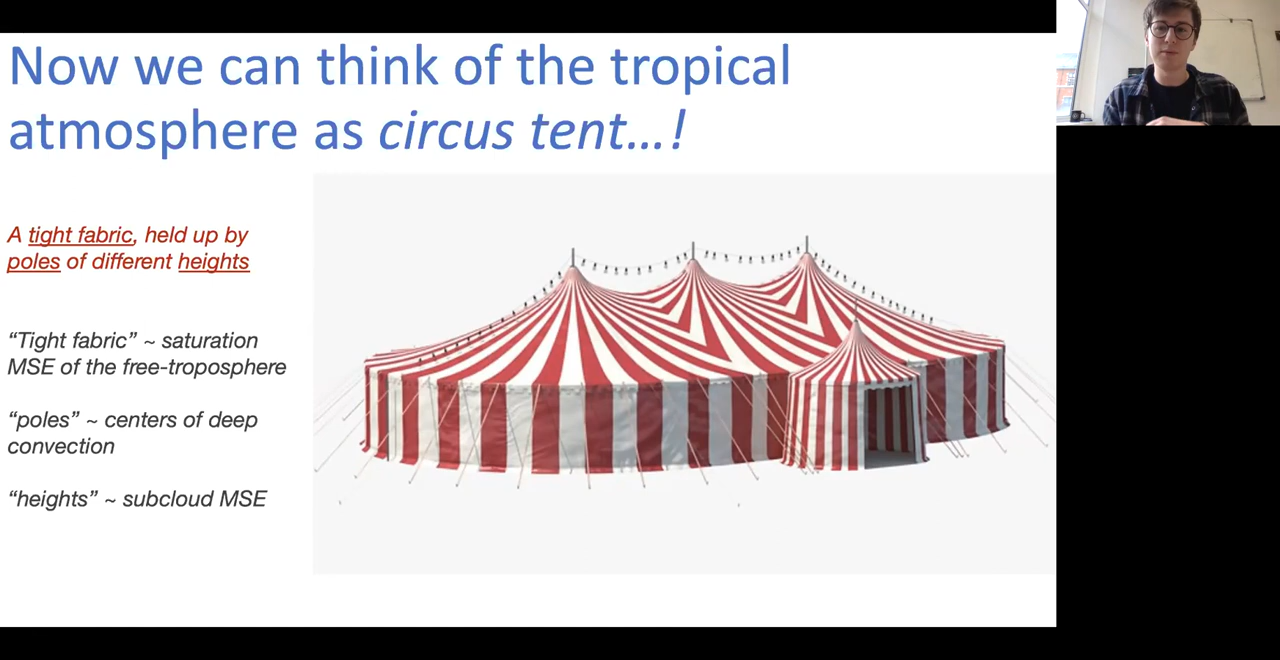 Now we can think of the tropical
atmosphere as circus tent...!
A tight fabric, held up by
poles of different heights
“Tight fabric” ~ saturation
MSE of the free-troposphere
“poles” ~ centers of deep
convection
“heights” ~ subcloud MSE